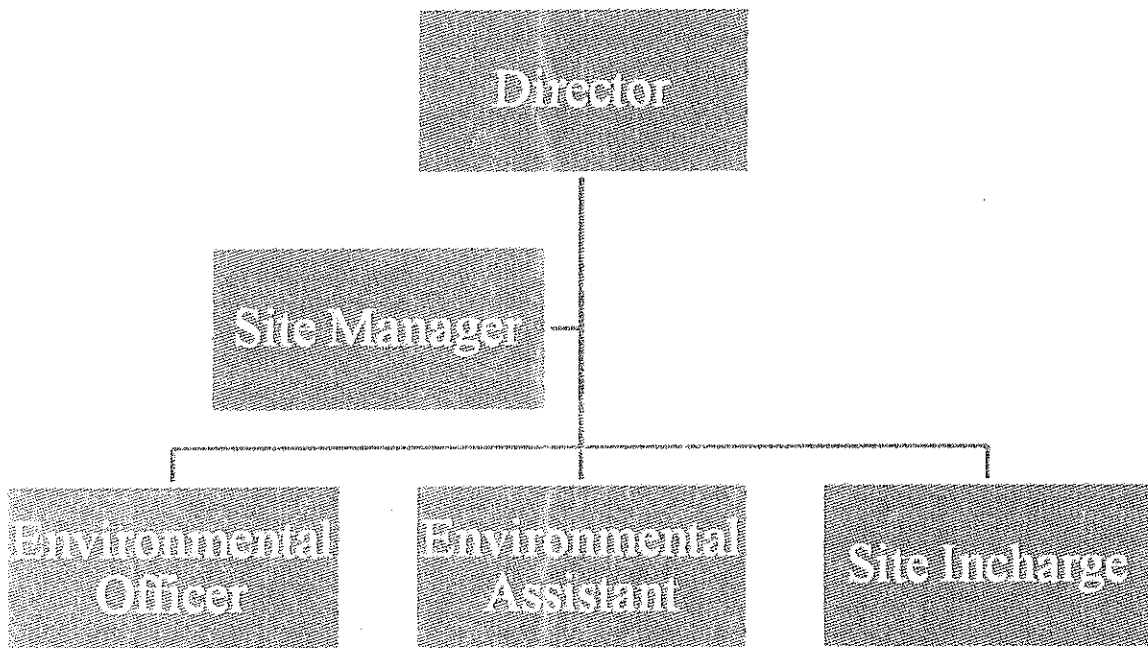 Director
Site Manager
Environmental
Officer
Environmental
Assistant
Site Incharge